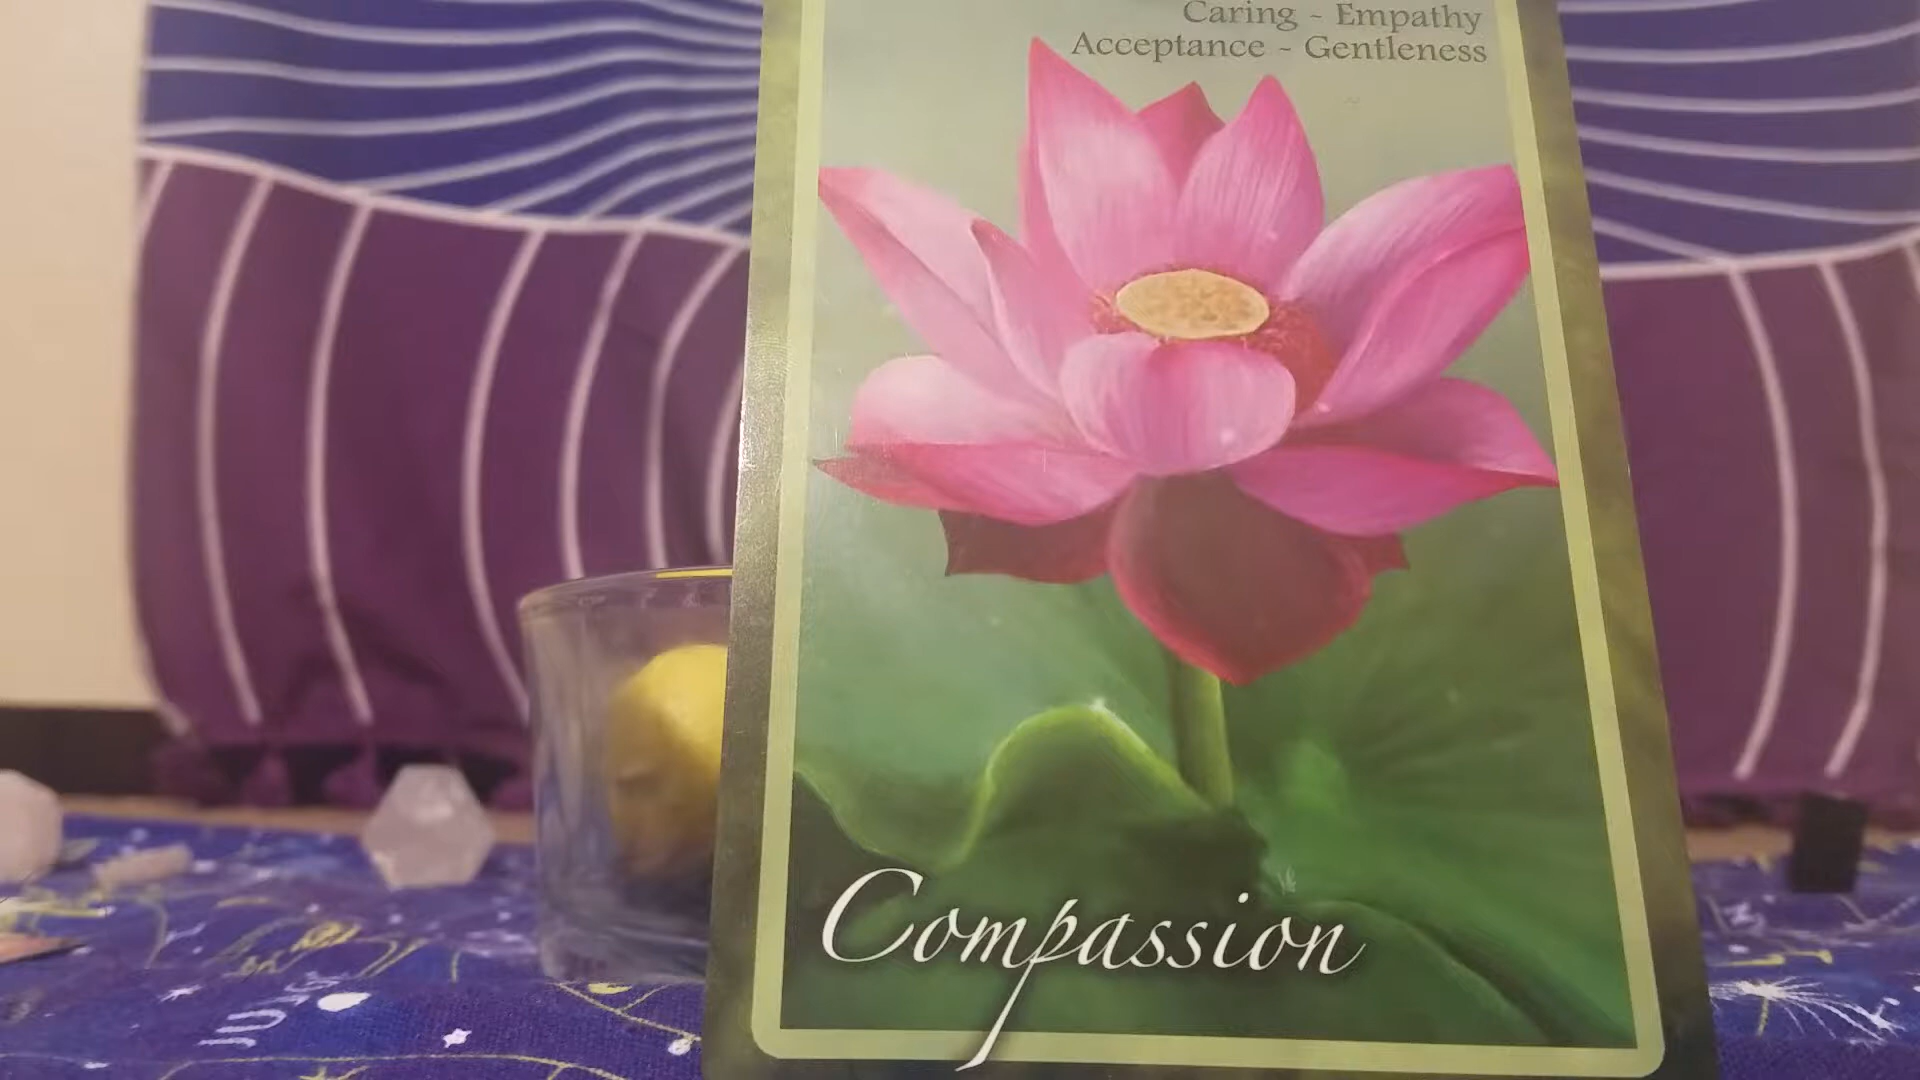 Caring ~ Empathy
Acceptance ~ Gentleness
Compassion